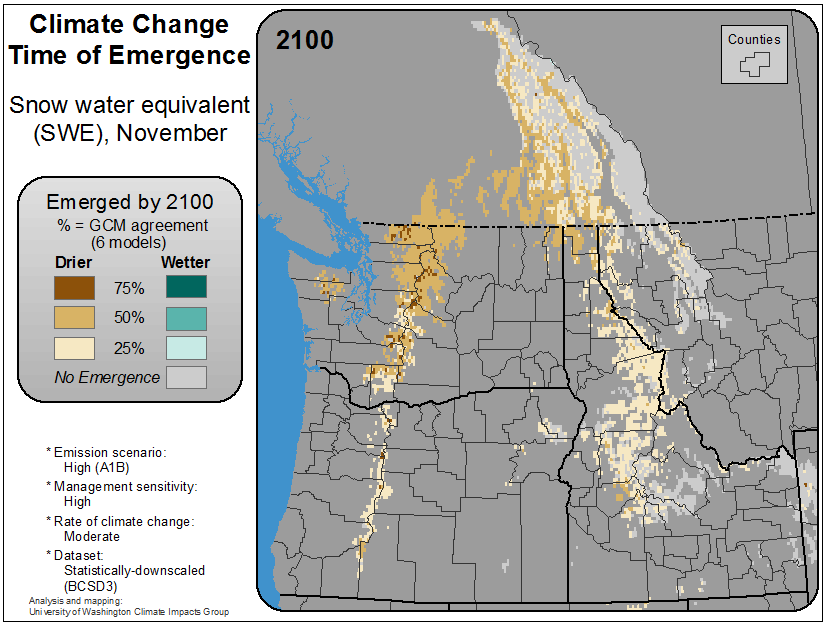 Climate Change
Time of Emergence
Snow water equivalent
(SWE), November
Emerged by 2100
% = GCM agreement
(6 models)
Drier Wetter
75%
50%
25%
No Emergence
* Emission scenario:
High (A1B)
* Management sensitivity:
High
* Rate of climate change:
Moderate
* Dataset:
Statistically-downscaled
(BCSD3)
Analysis and mapping:
University of Washington Climate Impacts Group
2100
Counties